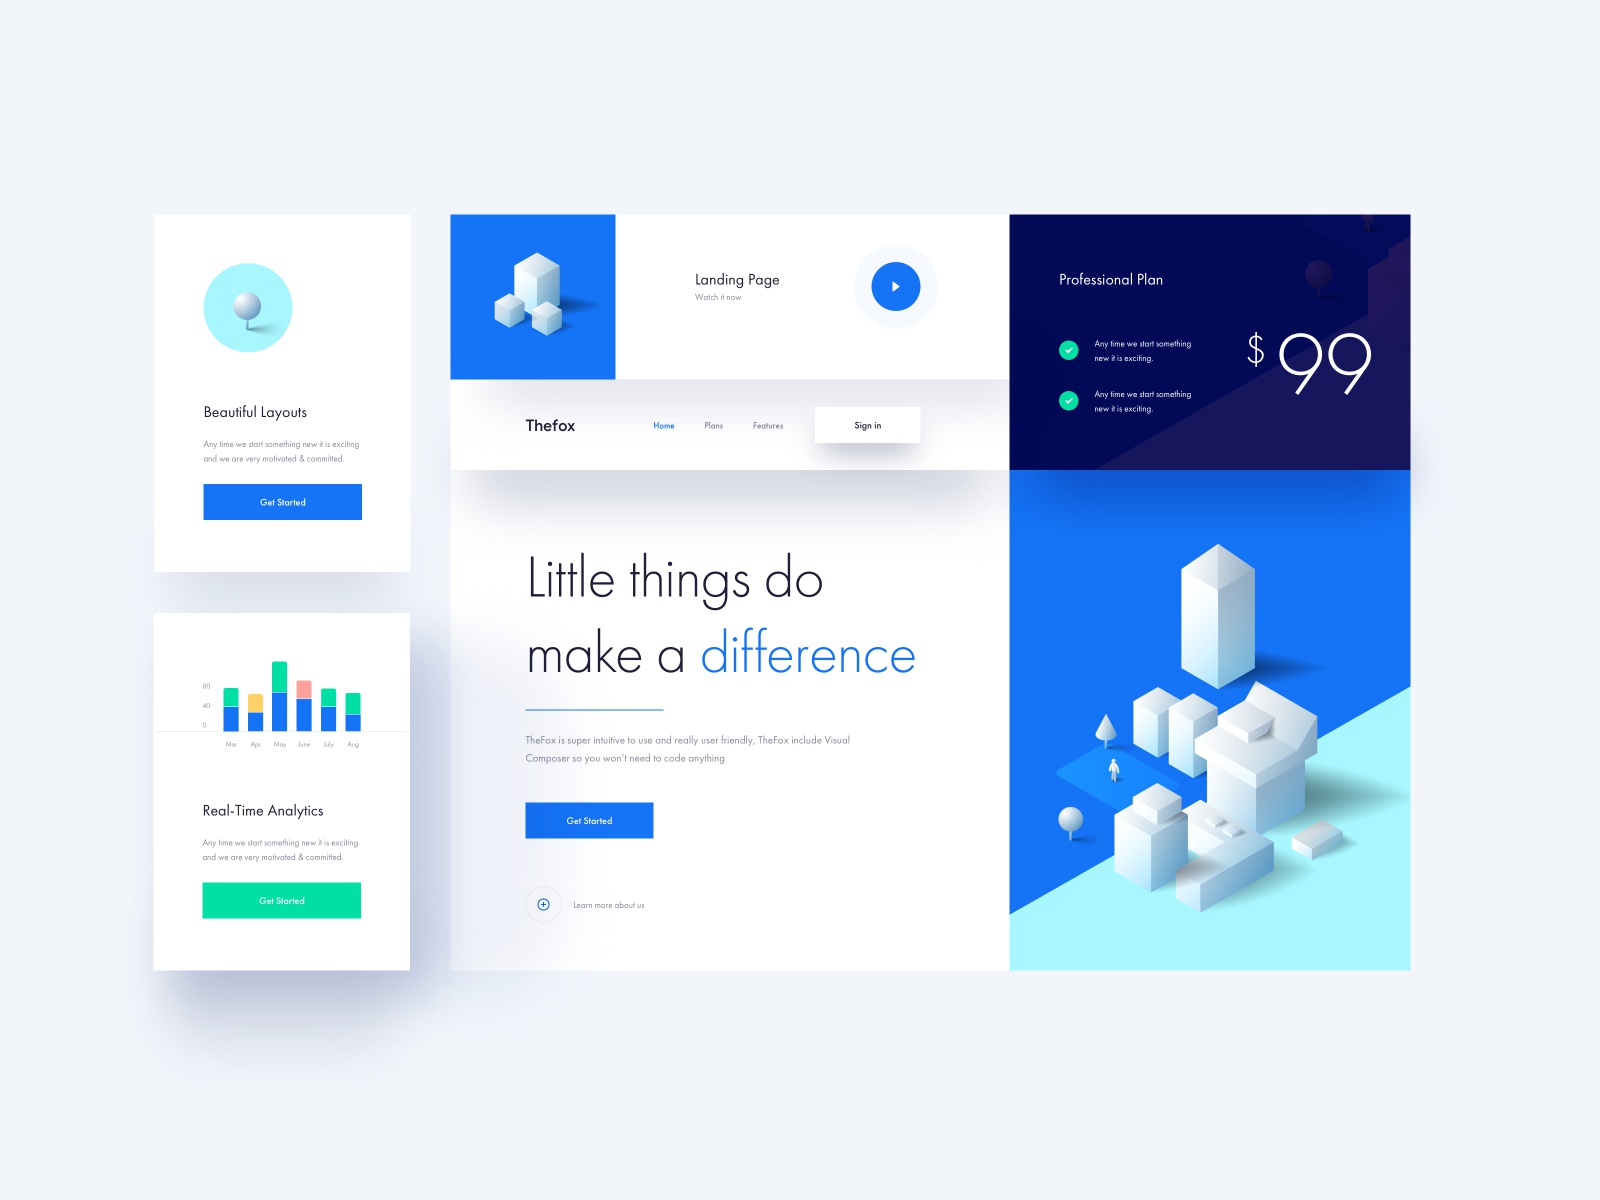 Beautiful Layouts
Any time we start something new it is exciting
and we are very motivated & committed.
Get Started
80
40
0
Mar Apr May June July Aug
Real-Time Analytics
Any time we start something new it is exciting
and we are very motivated & committed.
Get Started
Landing Page
Watch it now
Thefox
Home Plans Features Sign in
Little things do
make a difference
TheFox is super intuitive to use and really user friendly, TheFox include Visual
Composer so you won't need to code anything
Get Started
Learn more about us
Professional Plan
Any time we start something
new it is exciting.
Any time we start something
new it is exciting.
$ 99